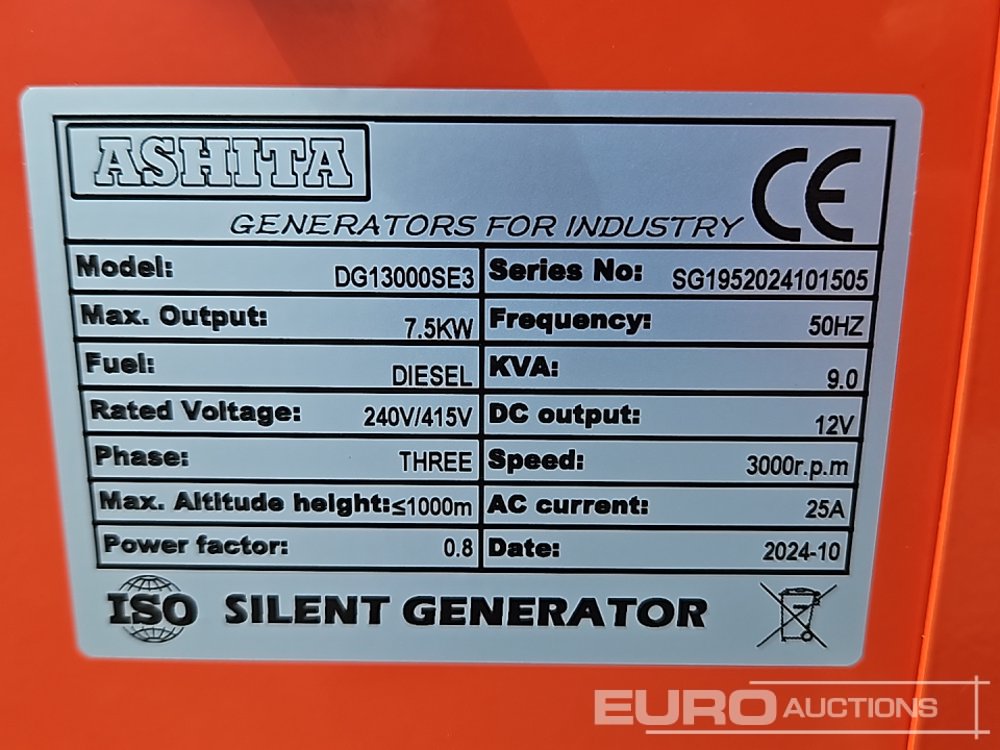 ASHITA
CE
GENERATORS FOR INDUSTRY
Model: DG13000SE3 Series No: SG1952024101505
Max. Output: 7.5KW Frequency: 50HZ
Fuel: DIESEL KVA: 9.0
Rated Voltage: 240V/415V DC output: 12V
Phase: THREE Speed: 3000r.p.m
Max. Altitude height:≤1000m AC current: 25A
Power factor: 0.8 Date: 2024-10
ISO SILENT GENERATOR
EURO AUCTIONS